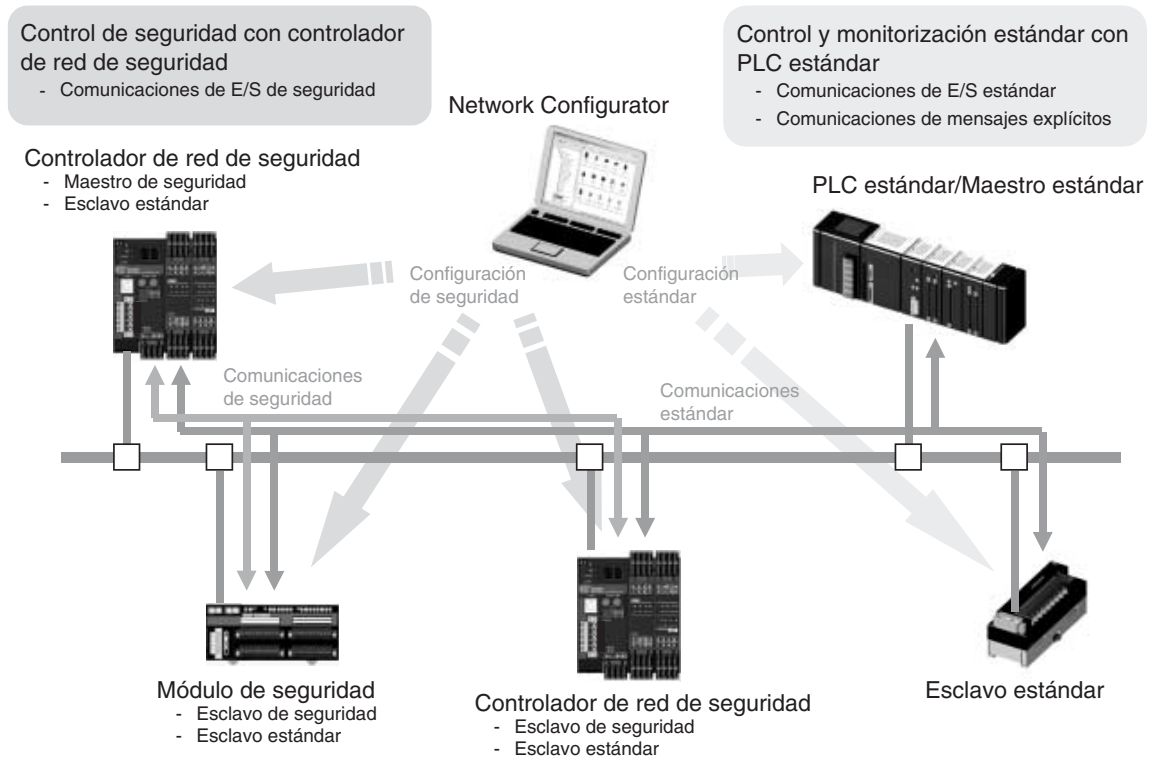 Control de seguridad con controlador
de red de seguridad
- Comunicaciones de E/S de seguridad
Control y monitorización estándar con
PLC estándar
- Comunicaciones de E/S estándar
- Comunicaciones de mensajes explícitos
Network Configurator
Controlador de red de seguridad
- Maestro de seguridad
- Esclavo estándar
PLC estándar/Maestro estándar
Configuración
de seguridad
Configuración
estándar
Comunicaciones
de seguridad
Comunicaciones
estándar
Módulo de seguridad
- Esclavo de seguridad
- Esclavo estándar
Controlador de red de seguridad
- Esclavo de seguridad
- Esclavo estándar
Esclavo estándar